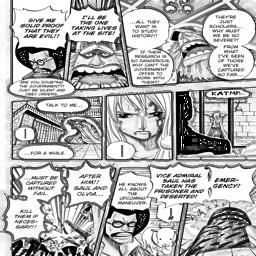 THEY'RE
JUST
SCHOLARS.
WHY MUST
WE BE SO
SEVERE?!
FROM
WHAT I'VE
SEEN OF
THOSE
WE'VE
CAPTURED
SO FAR...
...ALL THEY
WANT IS
TO STUDY
HISTORY!!
IF THEIR
RESEARCH IS
SO DANGEROUS,
WHY CAN'T THE
GOVERNMENT
OFFER TO
WORK WITH
THEM?!
I'LL BE
THE ONE
TAKING LIVES
AT THE SITE!
GIVE ME
SOLID PROOF
THAT THEY
ARE EVIL!!
ARE YOU DOUBTING
THE GOVERNMENT?!
JUST BE SILENT AND
OBEY ORDERS.
TALK TO ME...
...FOR A WHILE.
EMER-
GENCY!
VICE ADMIRAL
SAUL HAS
TAKEN THE
PRISONER AND
DESERTED!
HE KNOWS
ALL ABOUT
THE
UPCOMING
MANEUVER.
AFTER
HIM!!
SAUL AND
OLVIA...
...MUST BE
CAPTURED
WITHOUT
FAIL.
KILL
THEM IF
NECES-
SARY!!